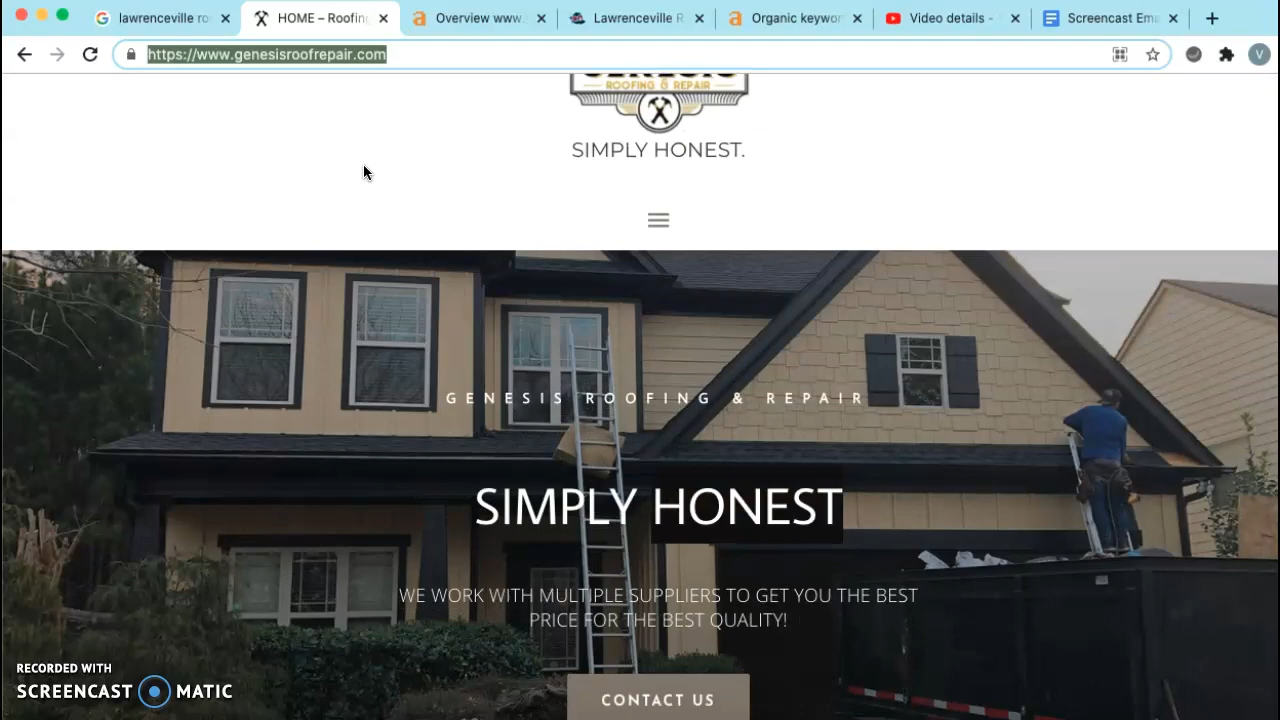 lawrenceville ro
HOME – Roofing
Overview www.
Lawrenceville R
Organic keywor
Video details -
Screencast Ema
https://www.genesisroofrepair.com
V
ROOFING & REPAIR
SIMPLY HONEST.
GENESIS ROOFING & REPAIR
SIMPLY HONEST
WE WORK WITH MULTIPLE SUPPLIERS TO GET YOU THE BEST
PRICE FOR THE BEST QUALITY!
CONTACT US
RECORDED WITH
SCREENCAST MATIC